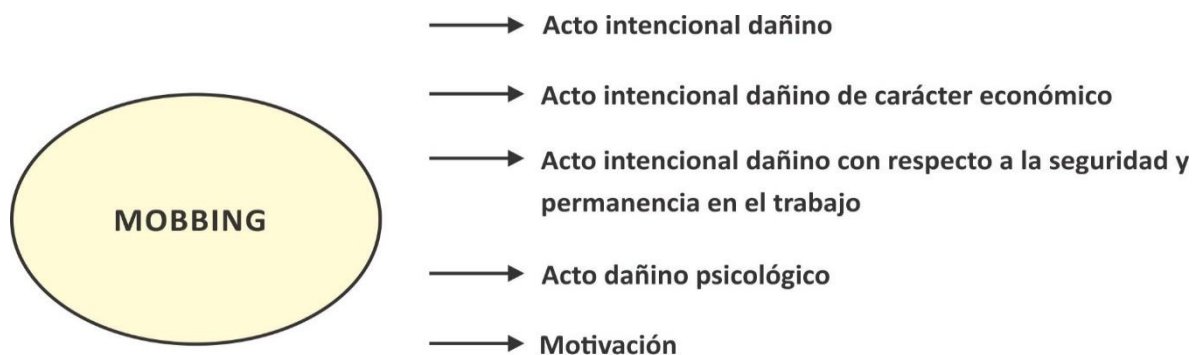 Acto intencional dañino
Acto intencional dañino de carácter económico
Acto intencional dañino con respecto a la seguridad y
permanencia en el trabajo
MOBBING
Acto dañino psicológico
Motivación